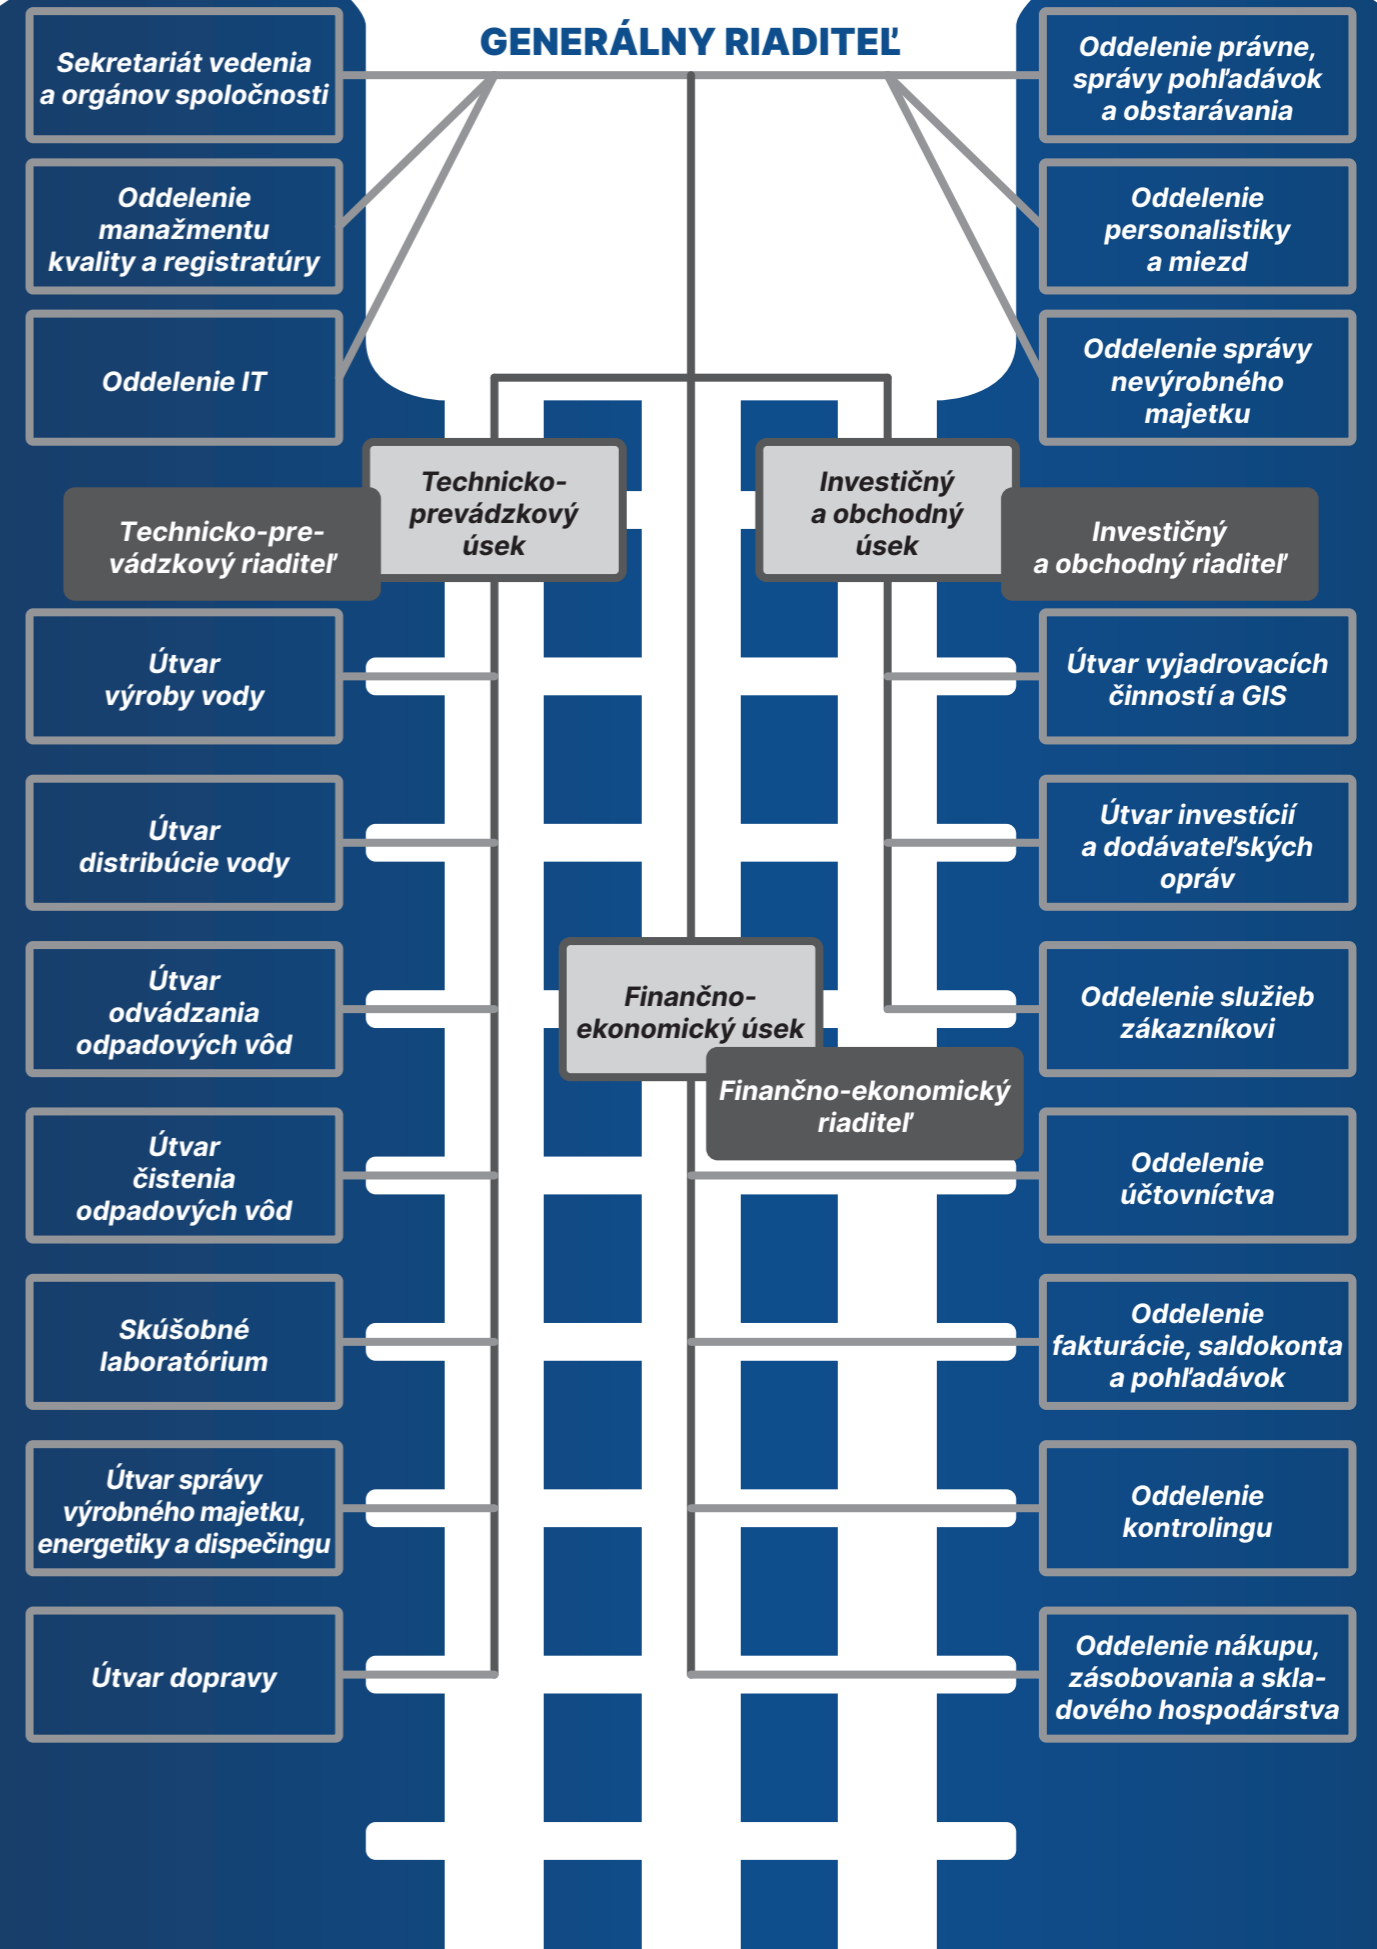 GENERÁLNY RIADITEĽ
Sekretariát vedenia
a orgánov spoločnosti
Oddelenie
manažmentu
kvality a registratúry
Oddelenie IT
Oddelenie právne,
správy pohľadávok
a obstarávania
Oddelenie
personalistiky
a miezd
Oddelenie správy
nevýrobného
majetku
Technicko-
prevádzkový
úsek
Technicko-pre-
vádzkový riaditeľ
Investičný
a obchodný
úsek
Investičný
a obchodný riaditeľ
Útvar
výroby vody
Útvar
distribúcie vody
Útvar
odvádzania
odpadových vôd
Útvar
čistenia
odpadových vôd
Skúšobné
laboratórium
Útvar správy
výrobného majetku,
energetiky a dispečingu
Útvar dopravy
Útvar vyjadrovacích
činností a GIS
Útvar investícií
a dodávateľských
opráv
Oddelenie služieb
zákazníkovi
Finančno-
ekonomický úsek
Finančno-ekonomický
riaditeľ
Oddelenie
účtovníctva
Oddelenie
fakturácie, saldokonta
a pohľadávok
Oddelenie
kontrolingu
Oddelenie nákupu,
zásobovania a skla-
dového hospodárstva